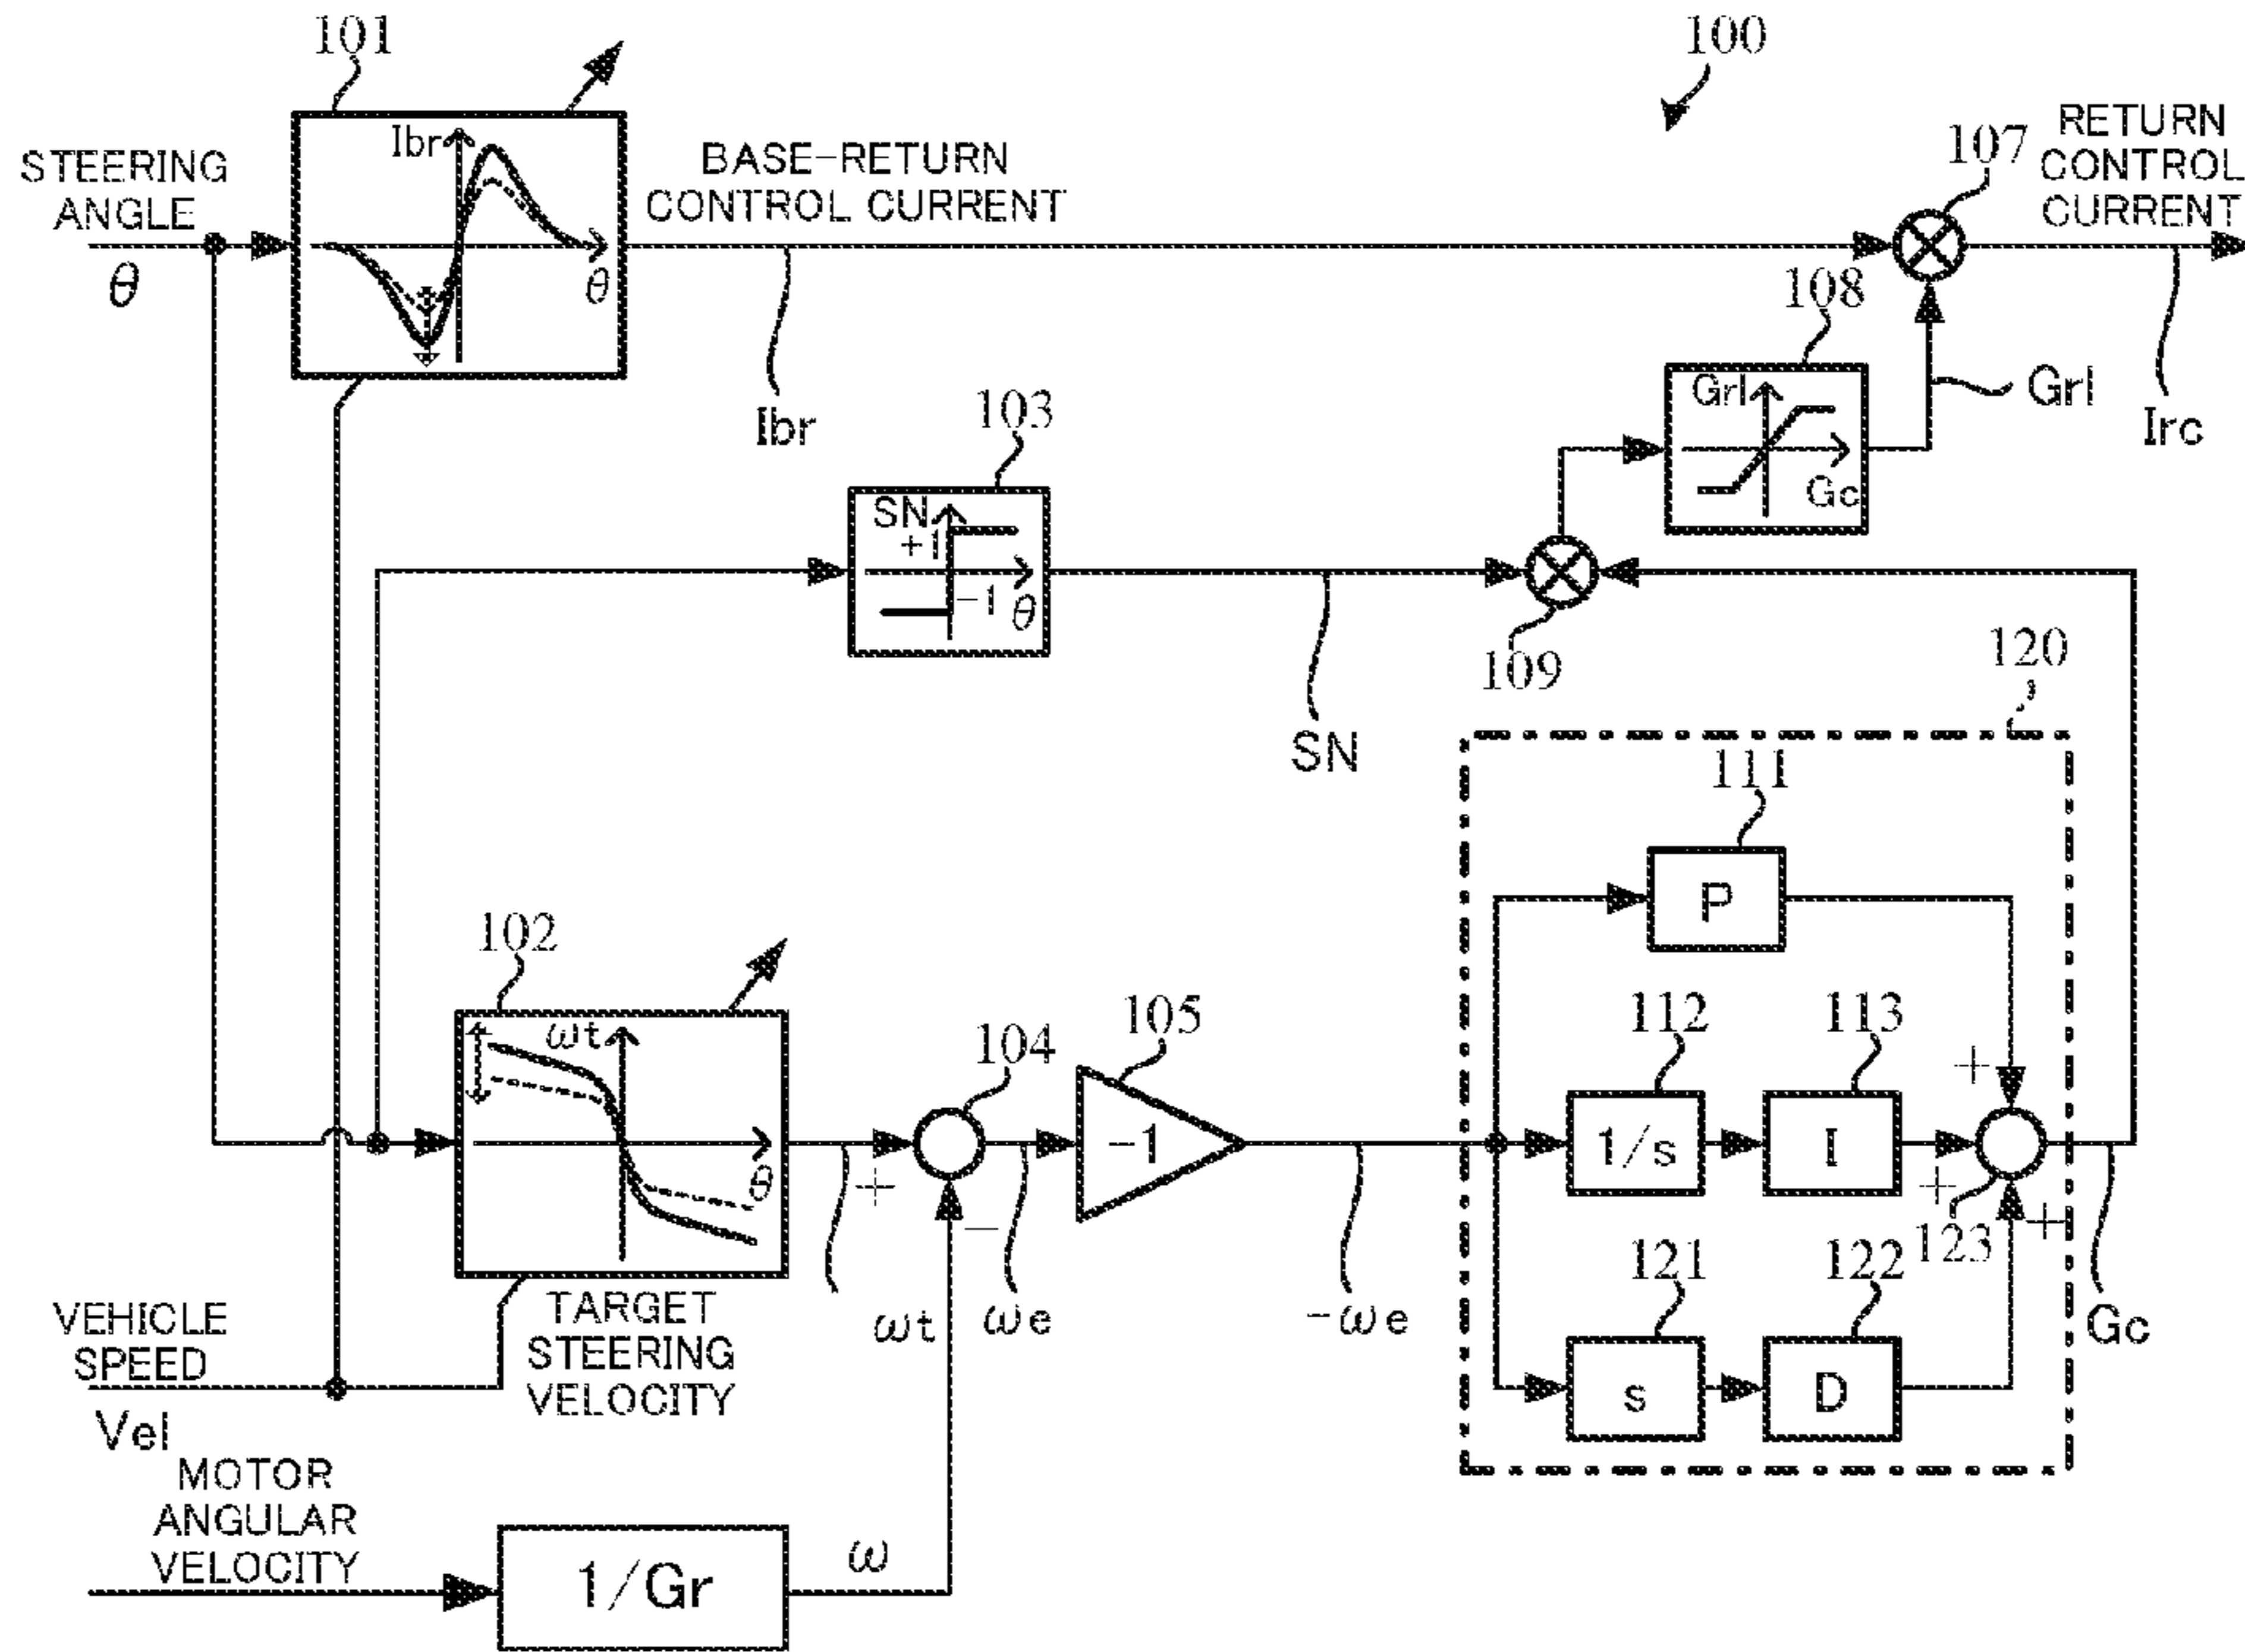 101
100
Ibr
θ
STEERING
ANGLE
θ
BASE-RETURN
CONTROL CURRENT
107
RETURN
CONTROL
CURRENT
108
Grl
Gc
Grl
Irc
Ibr
103
SN
+1
-1
θ
109
SN
120
111
P
102
ωt
θ
104
105
-1
112
113
1/s
I
+
+
+
123
+
-
121
122
s
D
ωt
ωe
-ωe
Gc
VEHICLE
SPEED
Vel
TARGET
STEERING
VELOCITY
MOTOR
ANGULAR
VELOCITY
1/Gr
ω